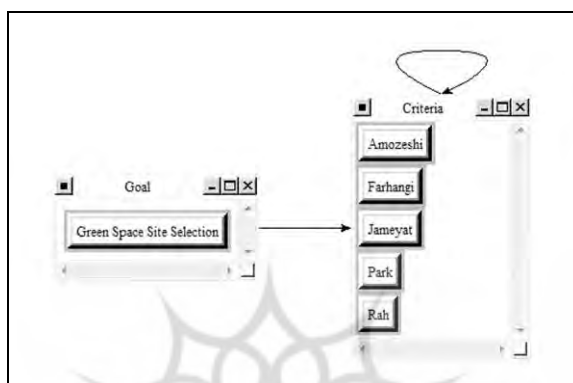 Goal
Green Space Site Selection
Criteria
Amozeshi
Farhangi
Jameyat
Park
Rah